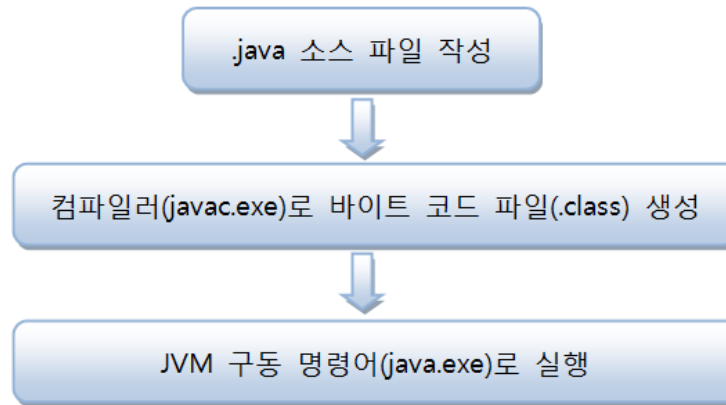 .java 소스 파일 작성
컴파일러(javac.exe)로 바이트 코드 파일(.class) 생성
JVM 구동 명령어(java.exe)로 실행